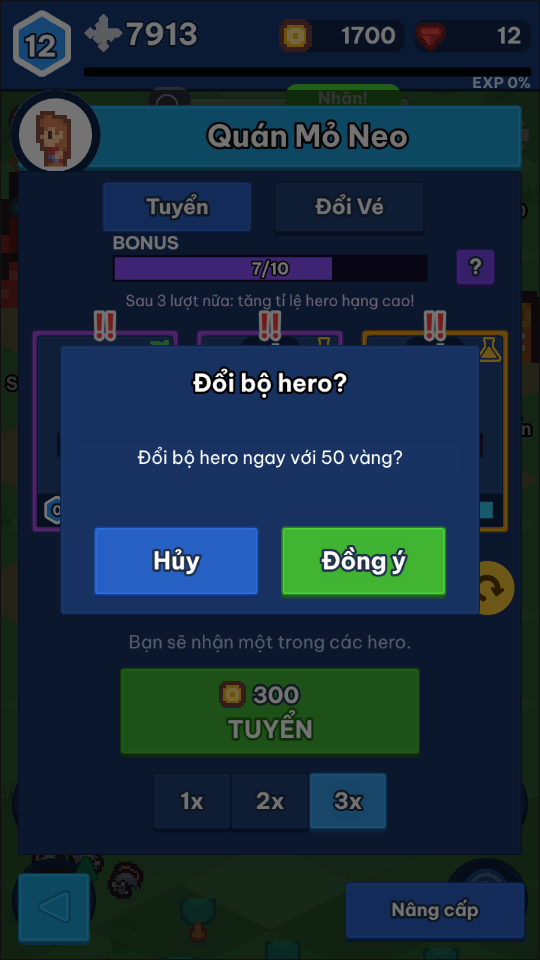 12
7913
1700
12
EXP 0%
Nhận!
Quán Mỏ Neo
Tuyển
Đổi Vé
BONUS
7/10
?
Sau 3 lượt nữa: tăng tỉ lệ hero hạng cao!
!!
!!
!!
Đổi bộ hero?
Đổi bộ hero ngay với 50 vàng?
Hủy
Đồng ý
Bạn sẽ nhận một trong các hero.
300
TUYỂN
1x
2x
3x
Nâng cấp